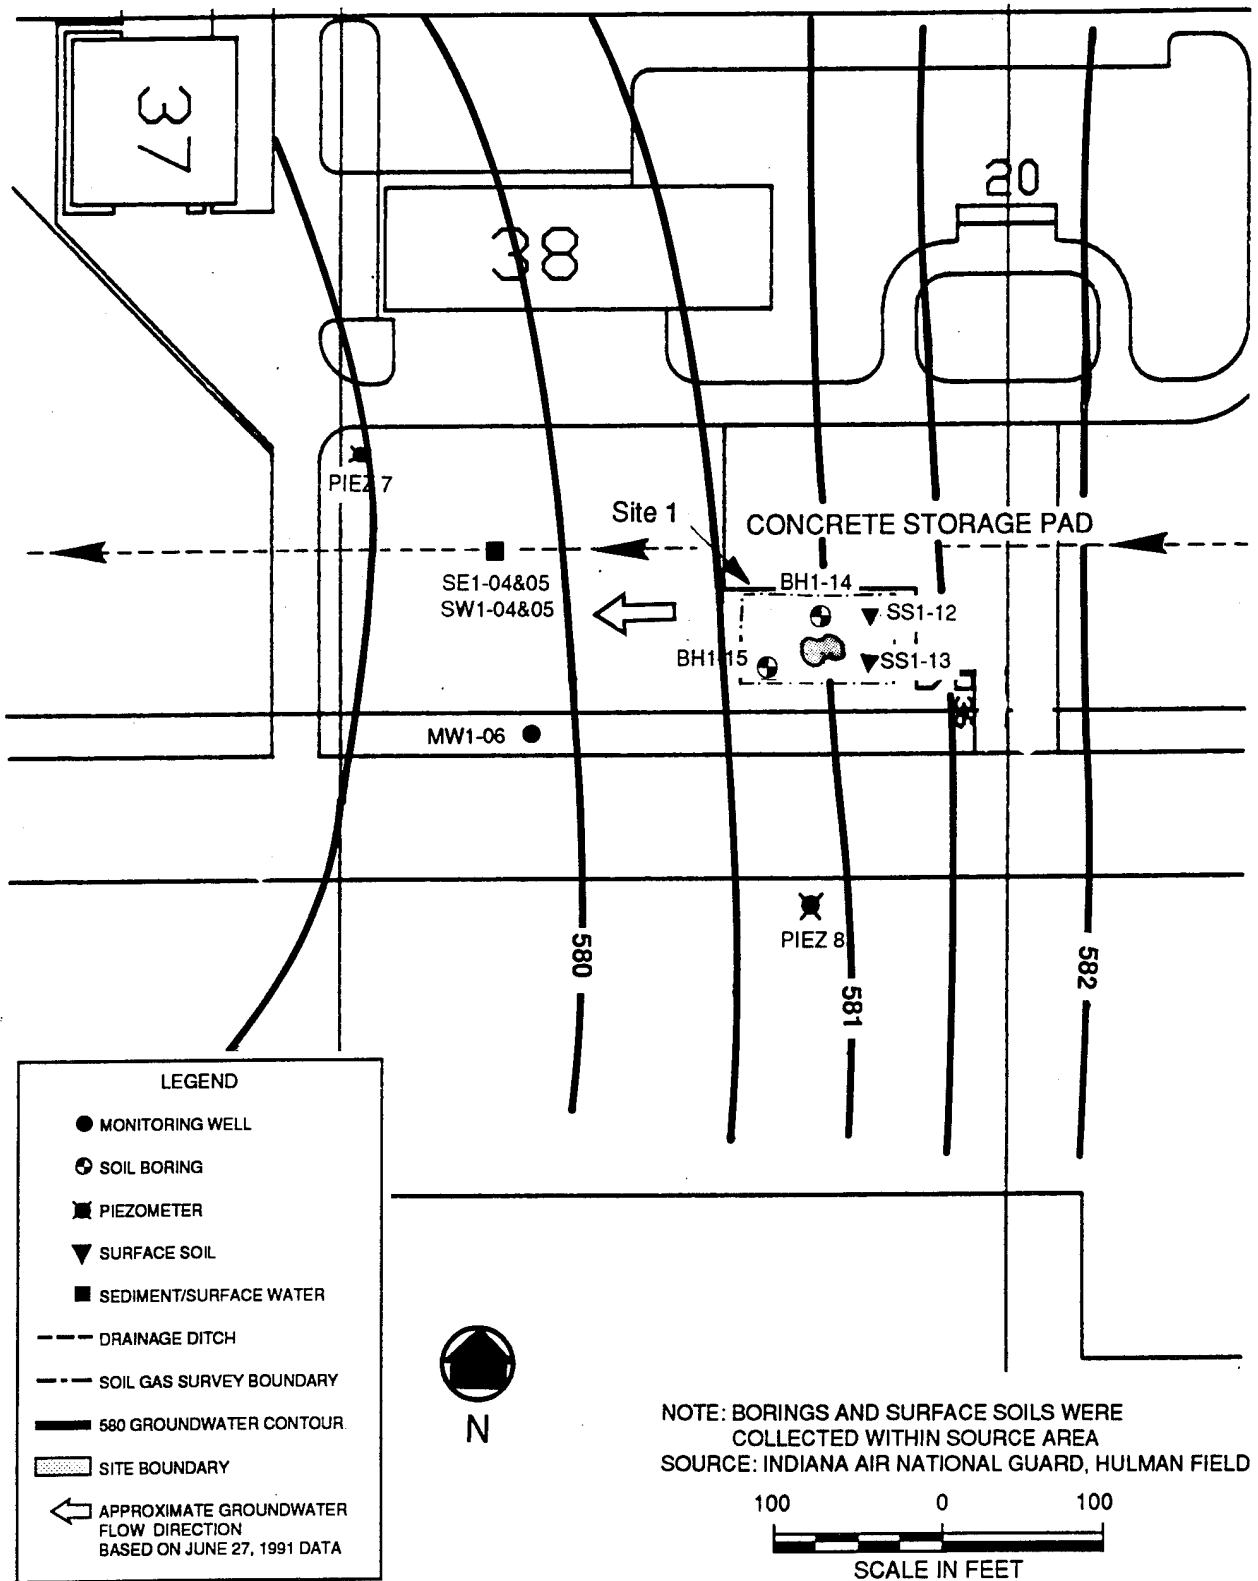 37
20
38
PIEZ 7
Site 1
CONCRETE STORAGE PAD
SE1-04&05
SW1-04&05
BH1-14
SS1-12
BH1-15
SS1-13
MW1-06
PIEZ 8
580
581
582
LEGEND
MONITORING WELL
SOIL BORING
PIEZOMETER
SURFACE SOIL
SEDIMENT/SURFACE WATER
DRAINAGE DITCH
SOIL GAS SURVEY BOUNDARY
580 GROUNDWATER CONTOUR
SITE BOUNDARY
APPROXIMATE GROUNDWATER
FLOW DIRECTION
BASED ON JUNE 27, 1991 DATA
N
NOTE: BORINGS AND SURFACE SOILS WERE
COLLECTED WITHIN SOURCE AREA
SOURCE: INDIANA AIR NATIONAL GUARD, HULMAN FIELD
100 0 100
SCALE IN FEET